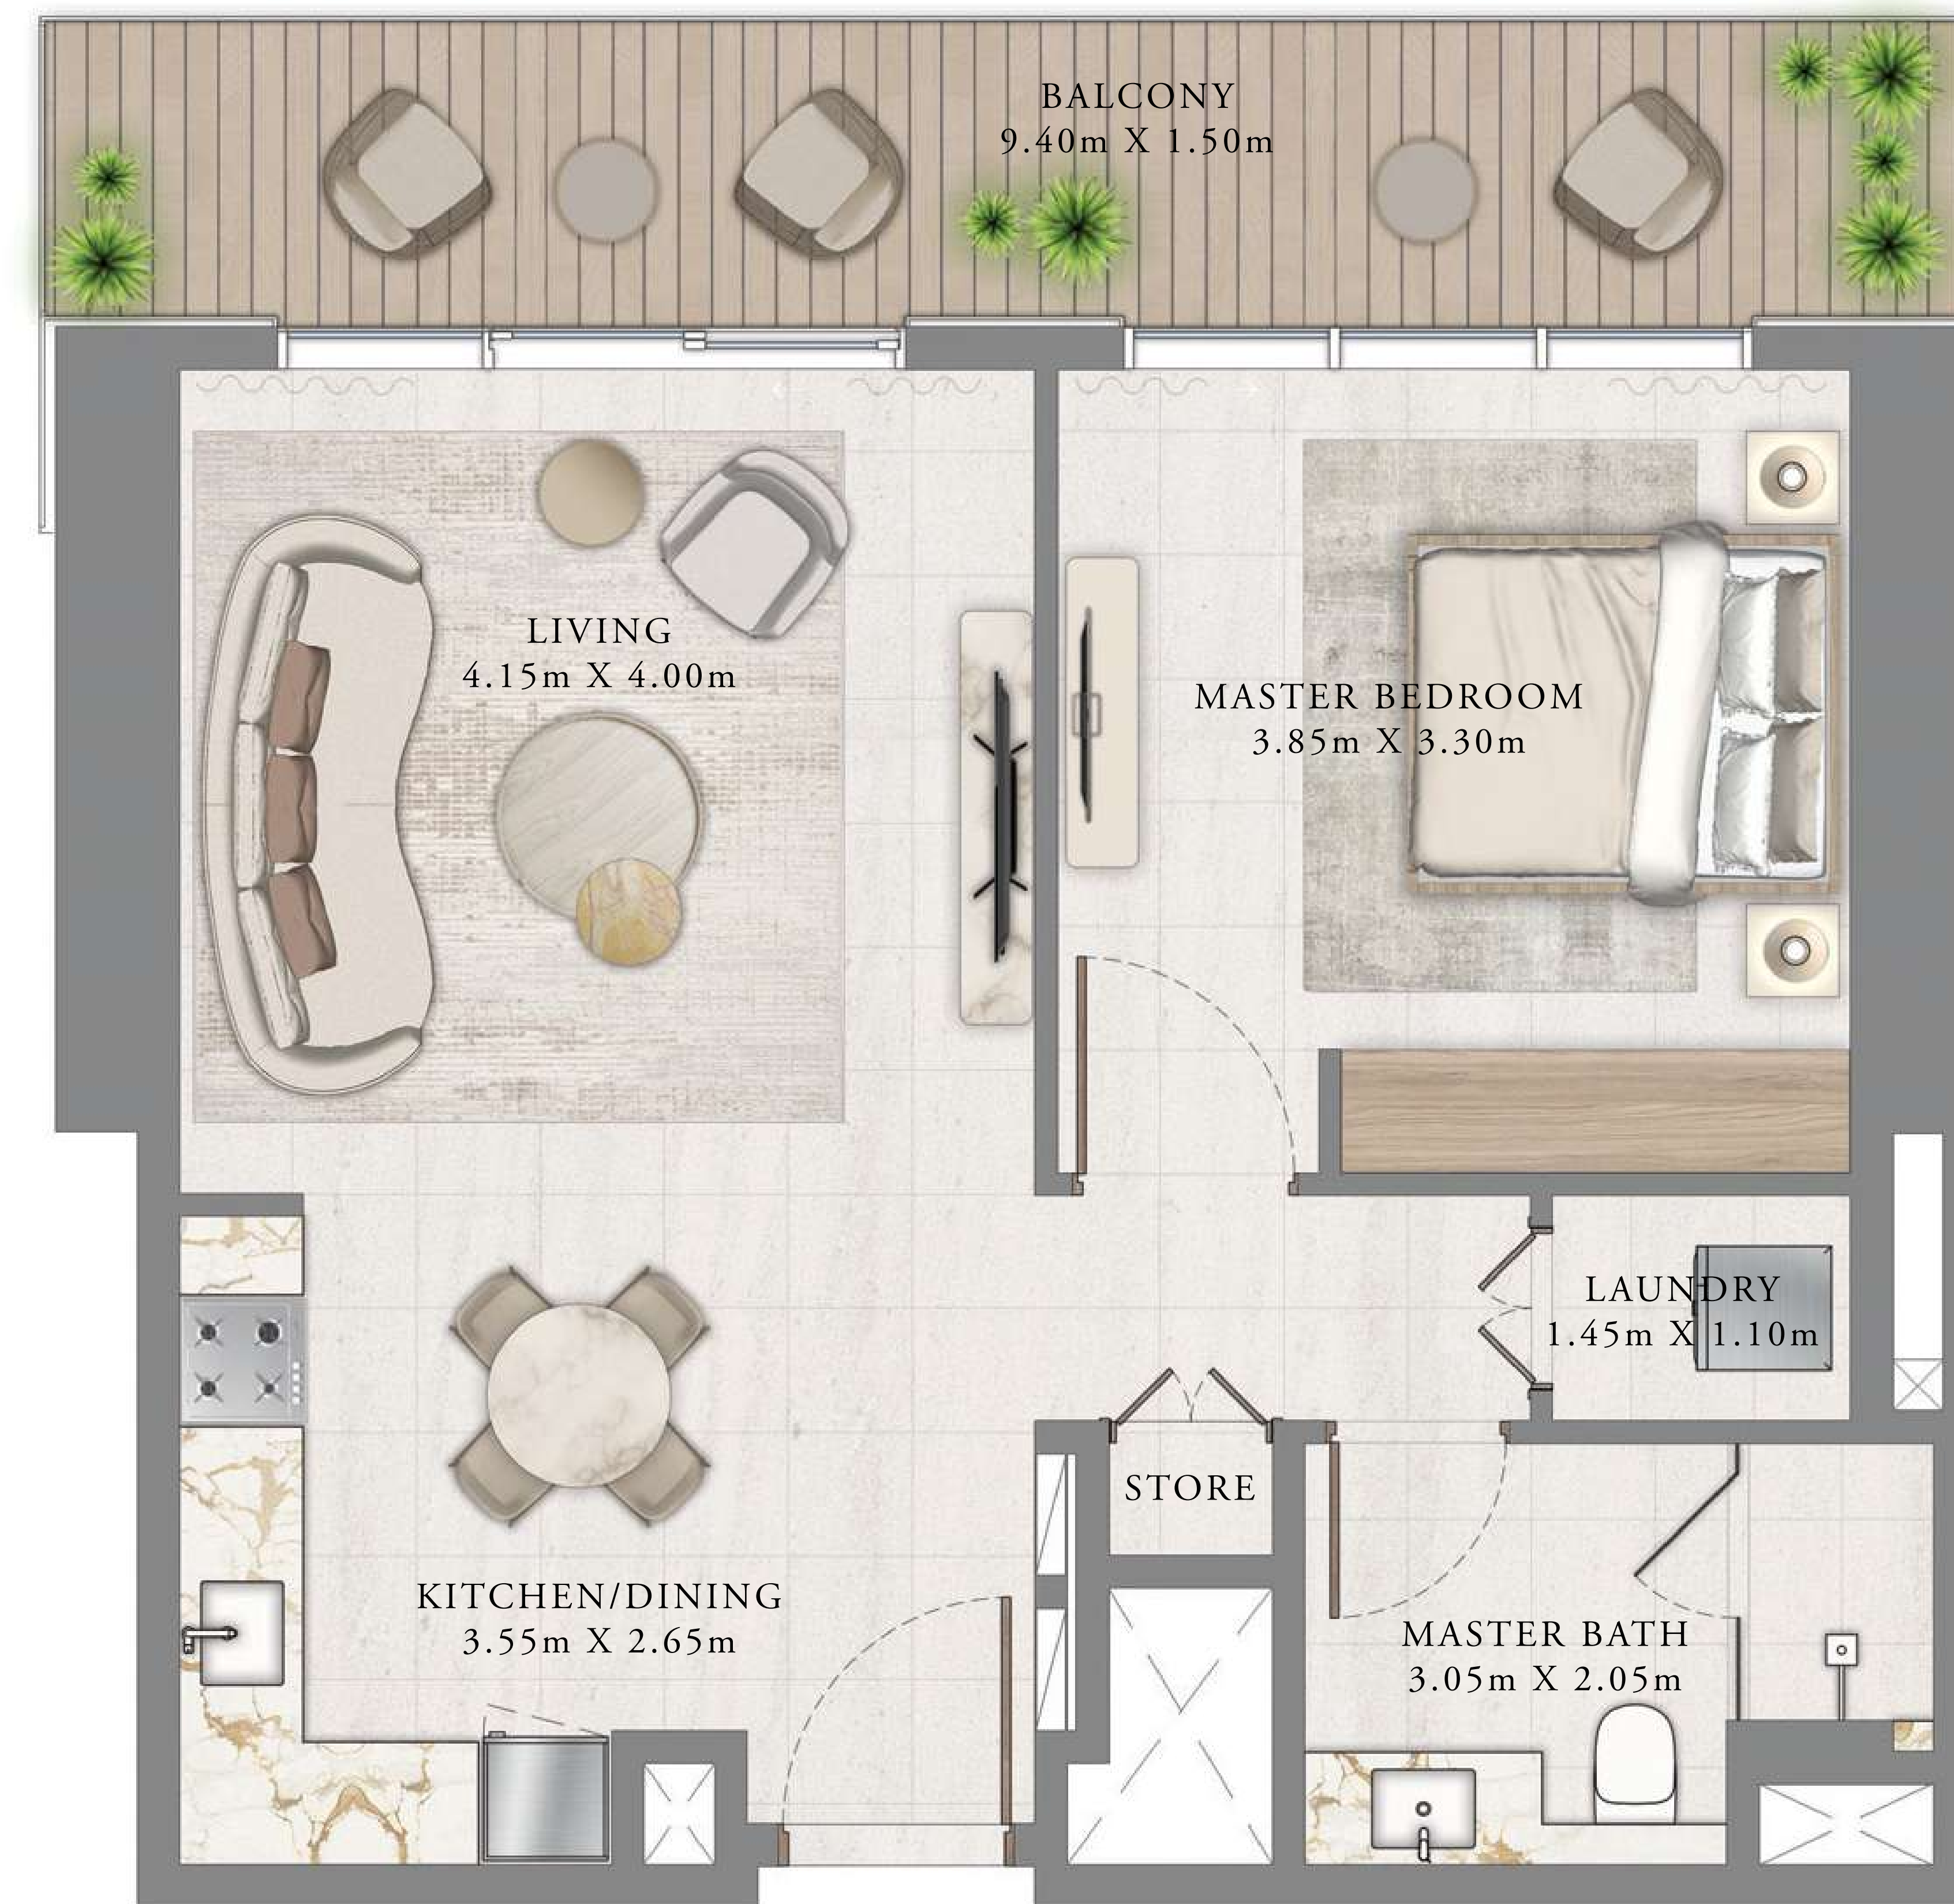 BALCONY
9.40m X 1.50m
LIVING
4.15m X 4.00m
MASTER BEDROOM
3.85m X 3.30m
LAUNDRY
1.45m X 1.10m
STORE
KITCHEN/DINING
3.55m X 2.65m
MASTER BATH
3.05m X 2.05m